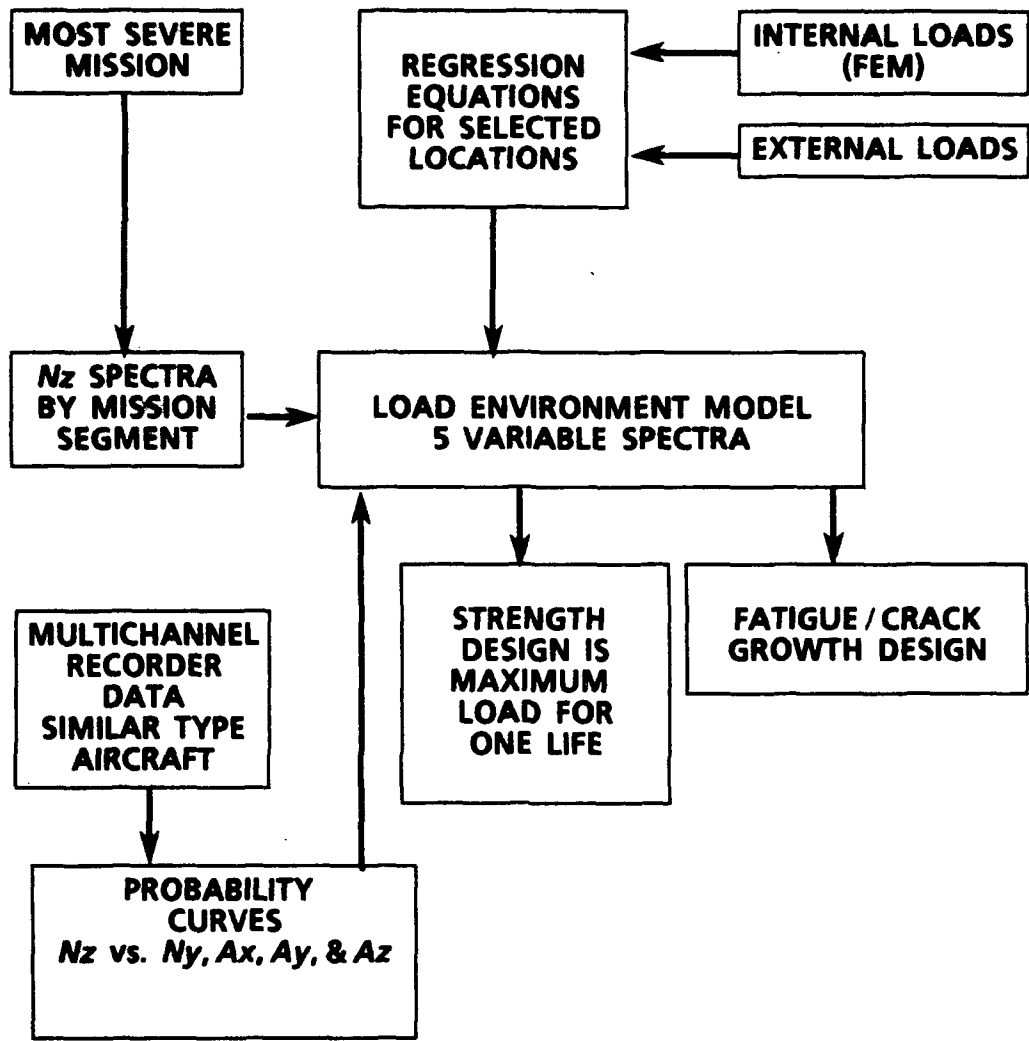 MOST SEVERE
MISSION
REGRESSION
EQUATIONS
FOR SELECTED
LOCATIONS
INTERNAL LOADS
(FEM)
EXTERNAL LOADS
Nz SPECTRA
BY MISSION
SEGMENT
LOAD ENVIRONMENT MODEL
5 VARIABLE SPECTRA
MULTICHANNEL
RECORDER
DATA
SIMILAR TYPE
AIRCRAFT
STRENGTH
DESIGN IS
MAXIMUM
LOAD FOR
ONE LIFE
FATIGUE / CRACK
GROWTH DESIGN
PROBABILITY
CURVES
Nz vs. Ny, Ax, Ay, & Az